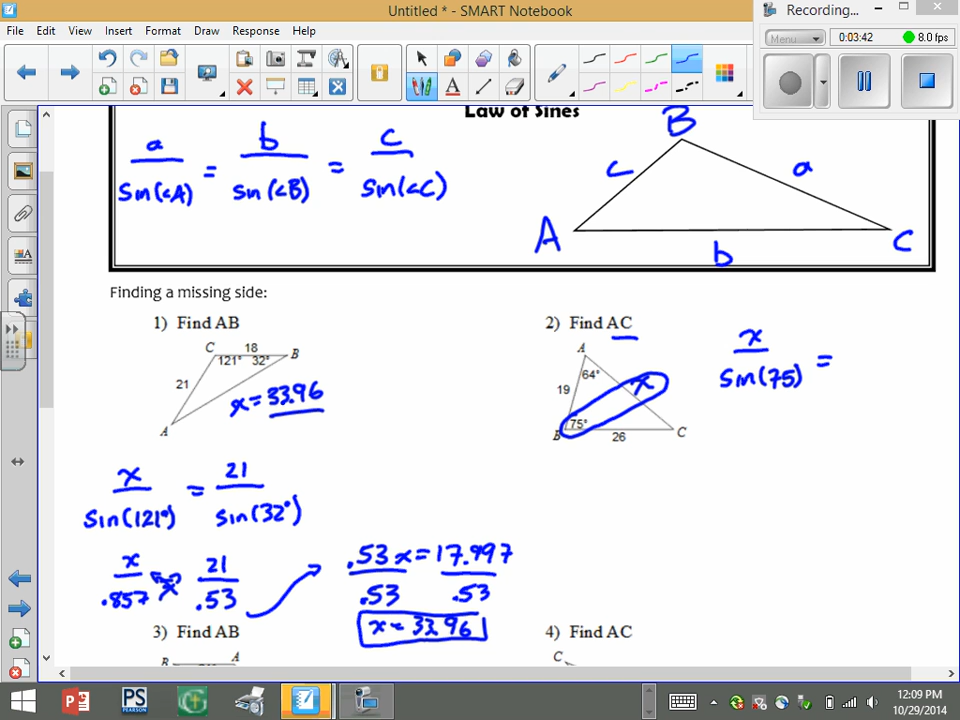 Untitled * - SMART Notebook
Recording...
File Edit View Insert Format Draw Response Help
Menu
0:03:42
8.0 fps
Law of Sines
a b c
sin(∠A) = sin(∠B) = sin(∠C)
B
c a
A C
b
Finding a missing side:
1) Find AB
C 18 B
121° 32°
21
A
x = 33.96
2) Find AC
A
64°
19 x
75°
B 26 C
x
sin(75) =
x = 21
sin(121°) sin(32°)
x 21
.857 .53
.53x = 17.997
.53 .53
x = 33.96
3) Find AB
B A
4) Find AC
C
PS
PEARSON
12:09 PM
10/29/2014